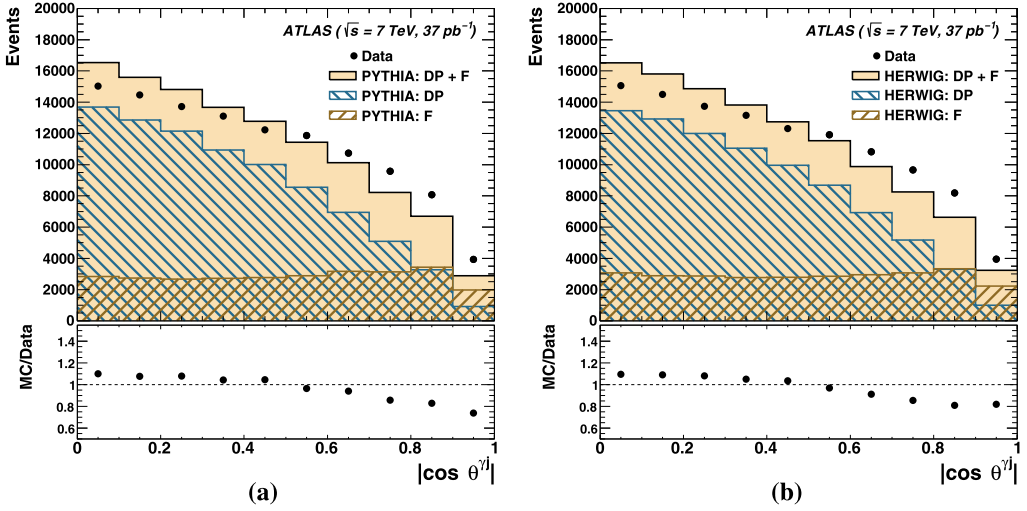 Events
20000
18000
16000
14000
12000
10000
8000
6000
4000
2000
0
ATLAS (√s = 7 TeV, 37 pb⁻¹)
Data
PYTHIA: DP + F
PYTHIA: DP
PYTHIA: F
MC/Data
1.4
1.2
1
0.8
0.6
0 0.2 0.4 0.6 0.8 1
|cos θ^γj|
(a)
Events
20000
18000
16000
14000
12000
10000
8000
6000
4000
2000
0
ATLAS (√s = 7 TeV, 37 pb⁻¹)
Data
HERWIG: DP + F
HERWIG: DP
HERWIG: F
MC/Data
1.4
1.2
1
0.8
0.6
0 0.2 0.4 0.6 0.8 1
|cos θ^γj|
(b)